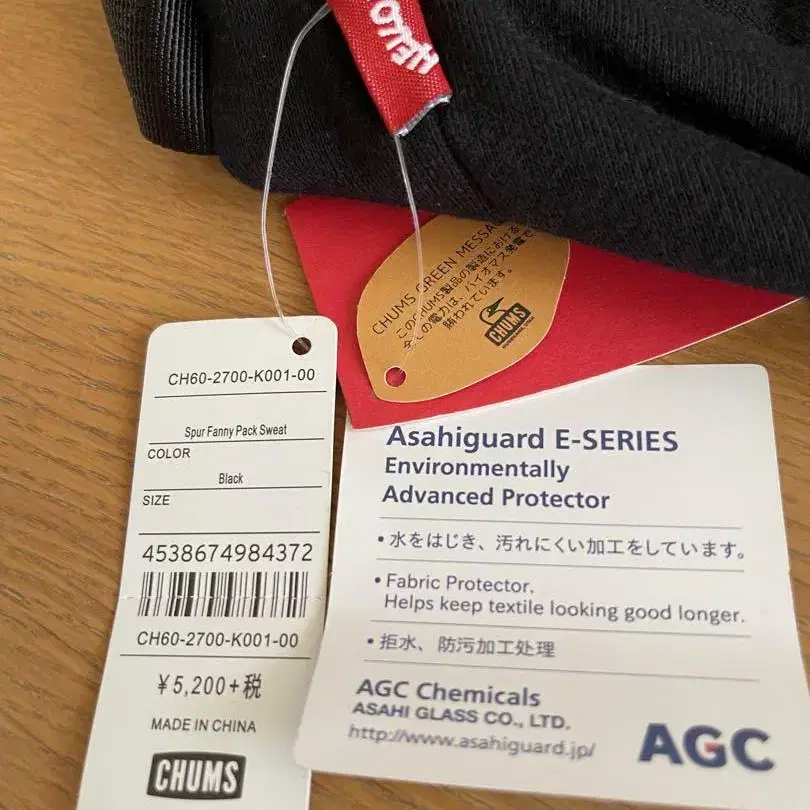 HELLO
CHUMS GREEN MESSA
このCHUMS製品の製造における
全ての電力は、バイオマス発電で
賄われています。
CHUMS
CH60-2700-K001-00
Spur Fanny Pack Sweat
COLOR
Black
SIZE
4538674984372
CH60-2700-K001-00
¥5,200+税
MADE IN CHINA
CHUMS
Asahiguard E-SERIES
Environmentally
Advanced Protector
•水をはじき、汚れにくい加工をしています。
•Fabric Protector.
Helps keep textile looking good longer.
•拒水、防污加工处理
AGC Chemicals
ASAHI GLASS CO., LTD.
http://www.asahiguard.jp/
AGC